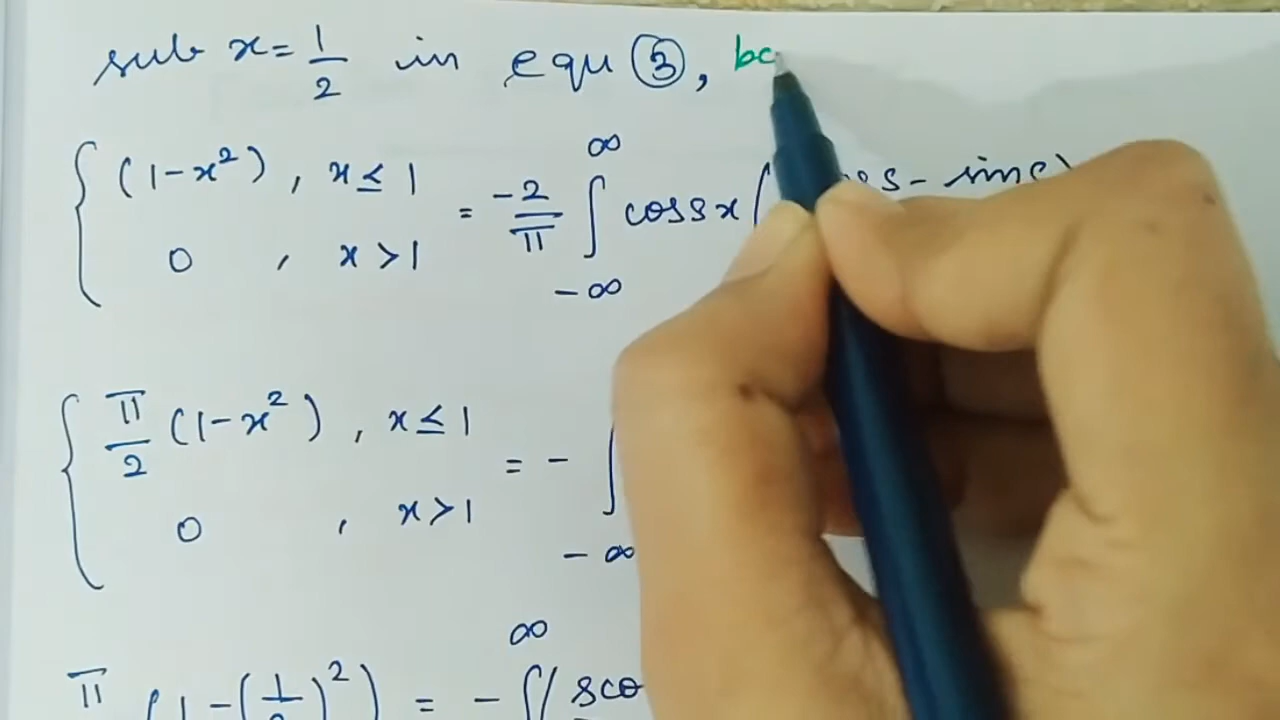 sub x = 1/2 in equ ③, bc
{ (1-x²) , x ≤ 1
0 , x > 1
= -2/π ∫_{-∞}^{∞} cos sx ( cos s - sin s )
{ π/2 (1-x²) , x ≤ 1
0 , x > 1
= - ∫_{-∞}
π (1-(1/2)²) = - ∫^{∞} ( s co